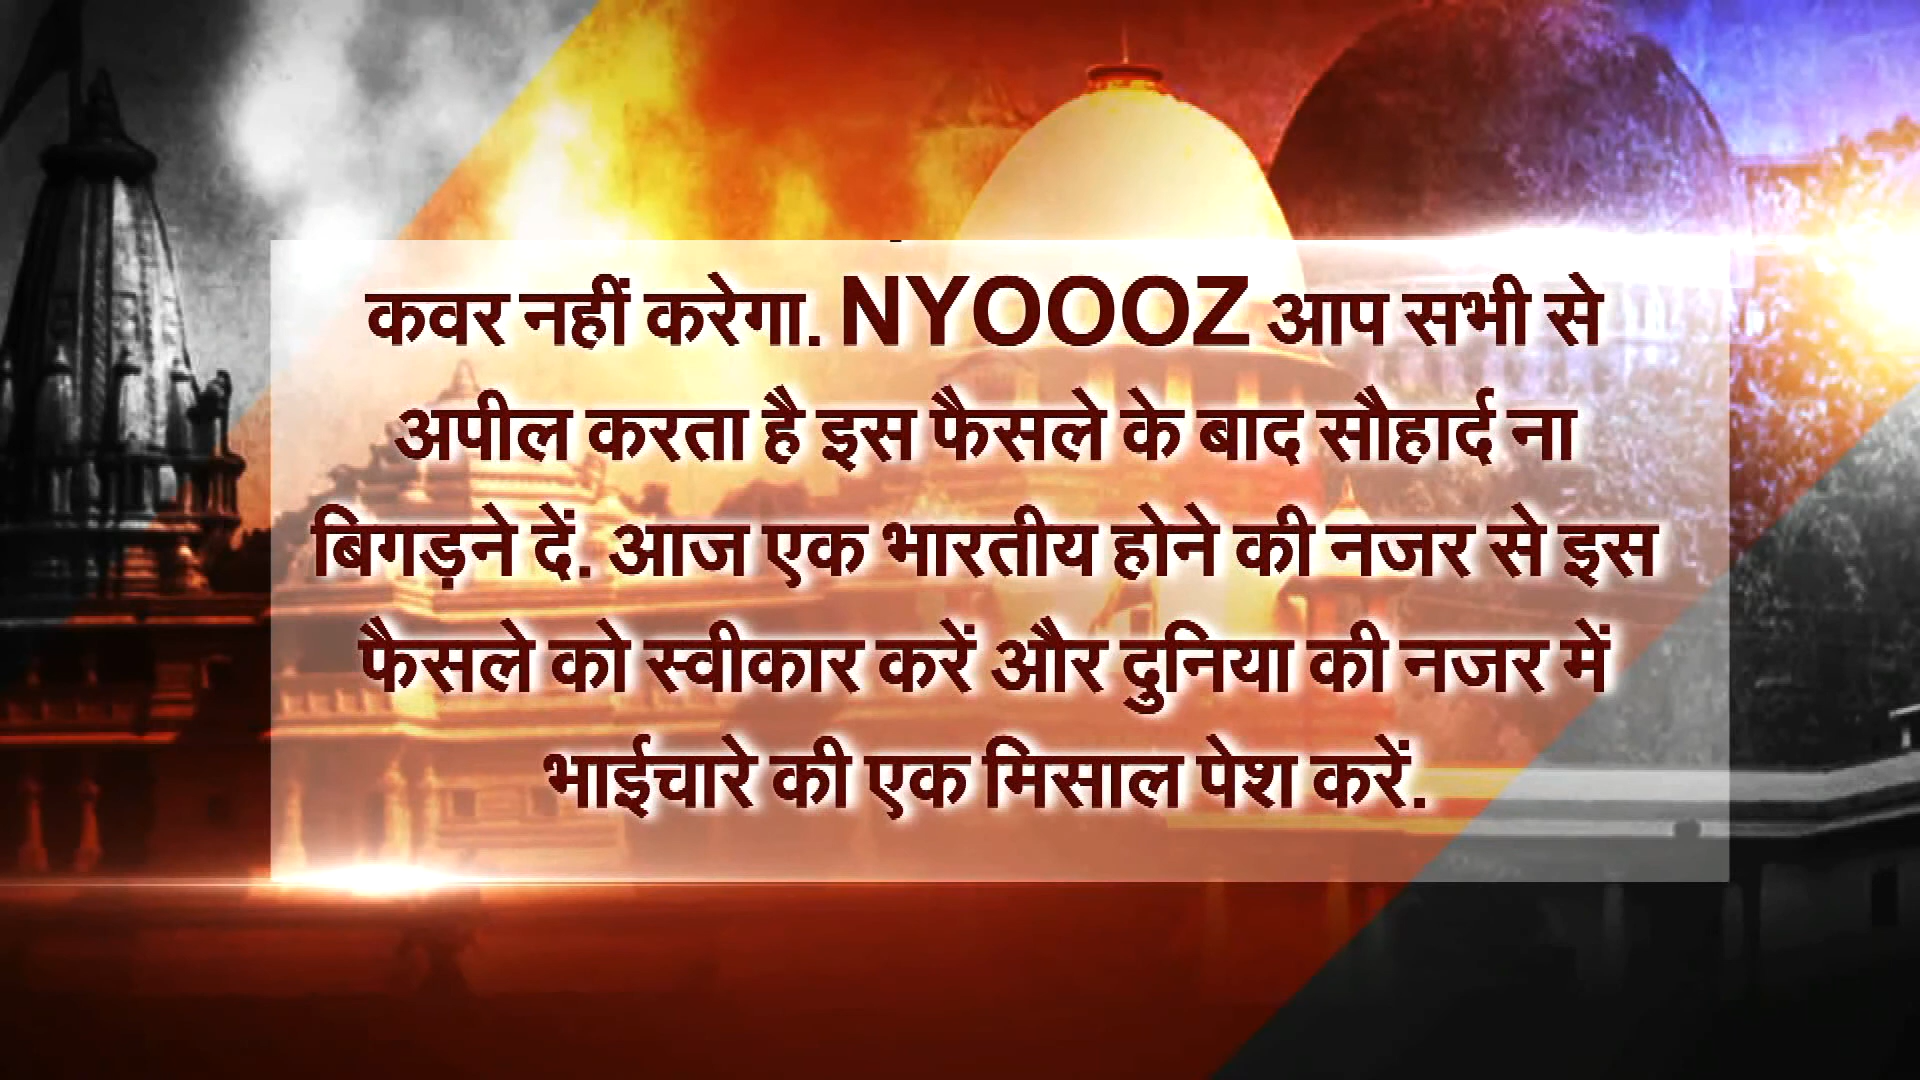 कवर नहीं करेगा. NYOOOZ आप सभी से
अपील करता है इस फैसले के बाद सौहार्द ना
बिगड़ने दें. आज एक भारतीय होने की नजर से इस
फैसले को स्वीकार करें और दुनिया की नजर में
भाईचारे की एक मिसाल पेश करें.